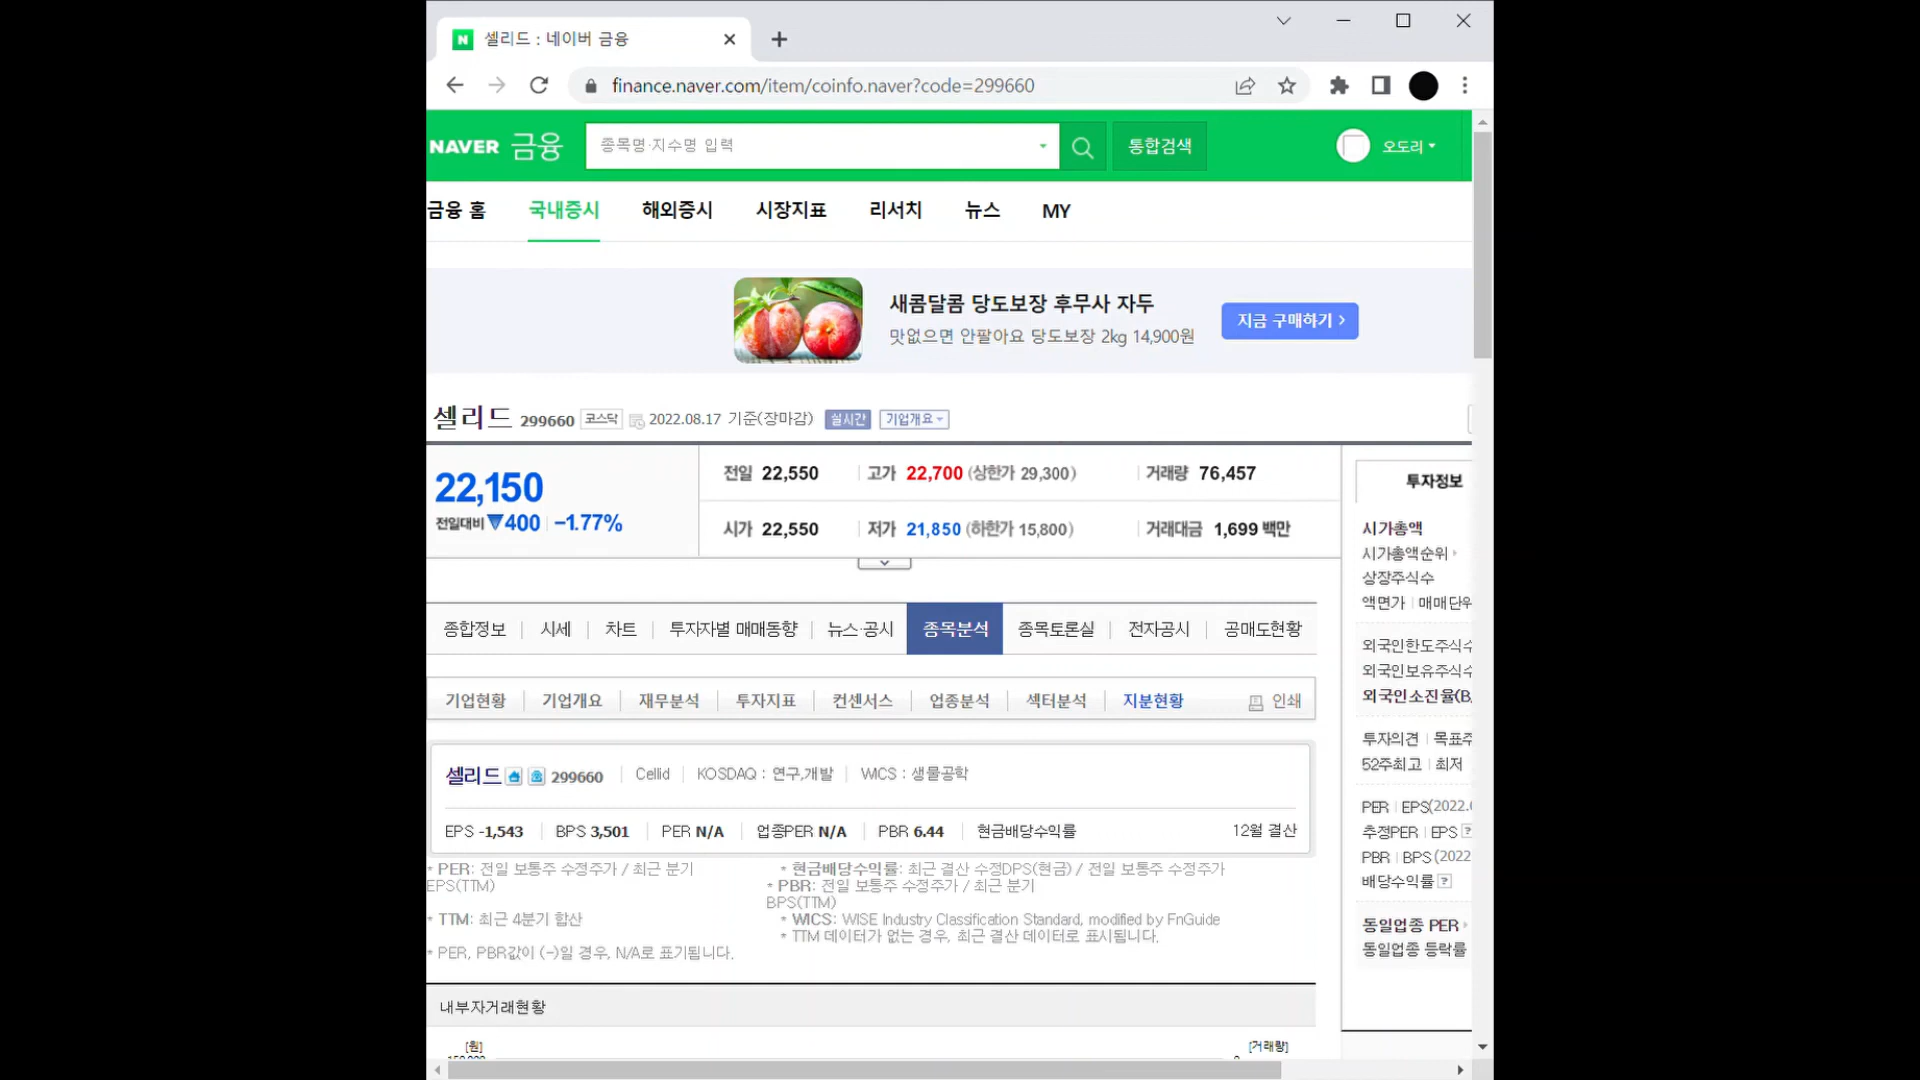 셀리드 : 네이버 금융
finance.naver.com/item/coinfo.naver?code=299660
NAVER 금융
종목명·지수명 입력
통합검색
오도리
금융 홈 국내증시 해외증시 시장지표 리서치 뉴스 MY
새콤달콤 당도보장 후무사 자두
맛없으면 안팔아요 당도보장 2kg 14,900원
지금 구매하기 >
셀리드 299660 코스닥 2022.08.17 기준(장마감) 실시간 기업개요
22,150
전일대비 ▼400 -1.77%
전일 22,550 고가 22,700 (상한가 29,300) 거래량 76,457
시가 22,550 저가 21,850 (하한가 15,800) 거래대금 1,699 백만
종합정보 시세 차트 투자자별 매매동향 뉴스·공시 종목분석 종목토론실 전자공시 공매도현황
기업현황 기업개요 재무분석 투자지표 컨센서스 업종분석 섹터분석 지분현황 인쇄
셀리드 299660 Cellid KOSDAQ : 연구,개발 WICS : 생물공학
EPS -1,543 BPS 3,501 PER N/A 업종PER N/A PBR 6.44 현금배당수익률 12월 결산
* PER: 전일 보통주 수정주가 / 최근 분기
EPS(TTM)
* TTM: 최근 4분기 합산
* PER, PBR값이 (-)일 경우, N/A로 표기됩니다.
* 현금배당수익률: 최근 결산 수정DPS(현금) / 전일 보통주 수정주가
* PBR: 전일 보통주 수정주가 / 최근 분기
BPS(TTM)
* WICS: WISE Industry Classification Standard, modified by FnGuide
* TTM 데이터가 없는 경우, 최근 결산 데이터로 표시됩니다.
내부자거래현황
[원] [거래량]
투자정보
시가총액
시가총액순위
상장주식수
액면가 매매단위
외국인한도주식수
외국인보유주식수
외국인소진율(B/
투자의견 목표주
52주최고 최저
PER EPS(2022.0
추정PER EPS ?
PBR BPS (2022
배당수익률 ?
동일업종 PER
동일업종 등락률